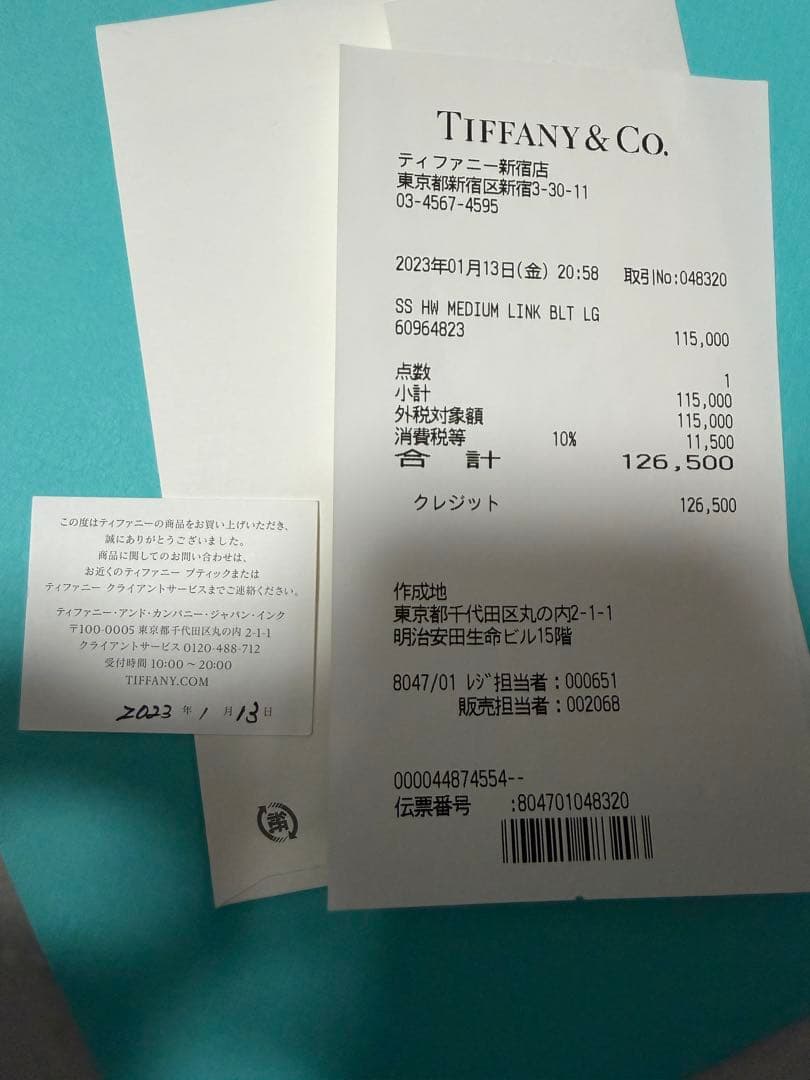 TIFFANY & CO.
ティファニー新宿店
東京都新宿区新宿3-30-11
03-4567-4595
2023年01月13日(金) 20:58 取引No:048320
SS HW MEDIUM LINK BLT LG
60964823
115,000
点数 1
小計 115,000
外税対象額 115,000
消費税等 10% 11,500
合 計 126,500
クレジット 126,500
作成地
東京都千代田区丸の内2-1-1
明治安田生命ビル15階
8047/01 ﾚｼﾞ担当者:000651
販売担当者:002068
000044874554--
伝票番号 :804701048320
この度はティファニーの商品をお買い上げいただき、
誠にありがとうございました。
商品に関してのお問い合わせは、
お近くのティファニー ブティックまたは
ティファニー クライアントサービスまでご連絡ください。
ティファニー・アンド・カンパニー・ジャパン・インク
〒100-0005 東京都千代田区丸の内 2-1-1
クライアントサービス 0120-488-712
受付時間 10:00～20:00
TIFFANY.COM
2023 年 1 月 13 日
紙